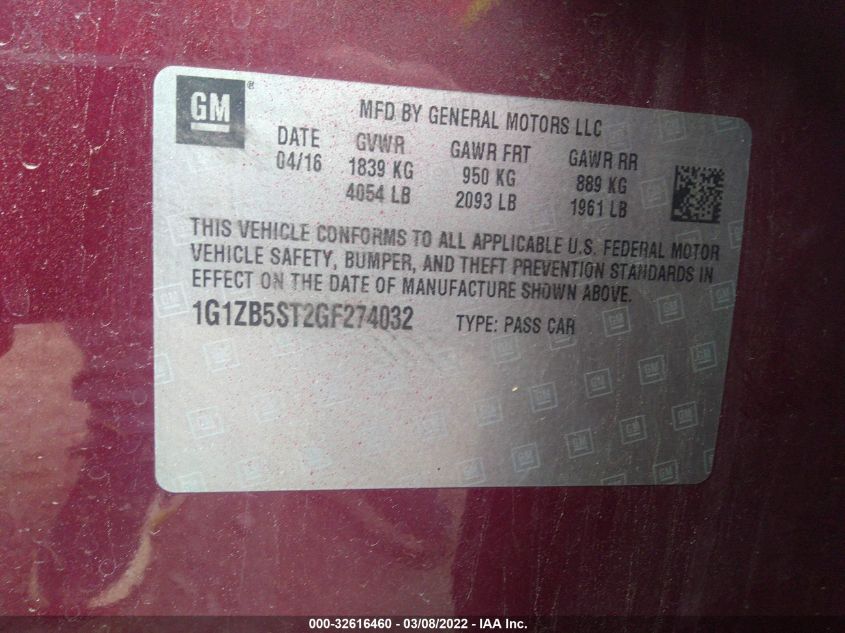 GM®
MFD BY GENERAL MOTORS LLC
DATE GVWR GAWR FRT GAWR RR
04/16 1839 KG 950 KG 889 KG
4054 LB 2093 LB 1961 LB
THIS VEHICLE CONFORMS TO ALL APPLICABLE U.S. FEDERAL MOTOR
VEHICLE SAFETY, BUMPER, AND THEFT PREVENTION STANDARDS IN
EFFECT ON THE DATE OF MANUFACTURE SHOWN ABOVE.
1G1ZB5ST2GF274032 TYPE: PASS CAR
000-32616460 - 03/08/2022 - IAA Inc.